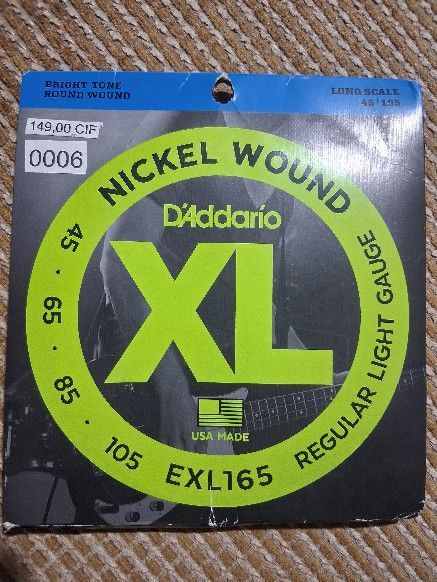 BRIGHT TONE
ROUND WOUND
LONG SCALE
45 / 105
149,00 CIF
0006
NICKEL WOUND
D'Addario
XL
45 · 65 · 85 · 105
REGULAR LIGHT GAUGE
USA MADE
EXL165